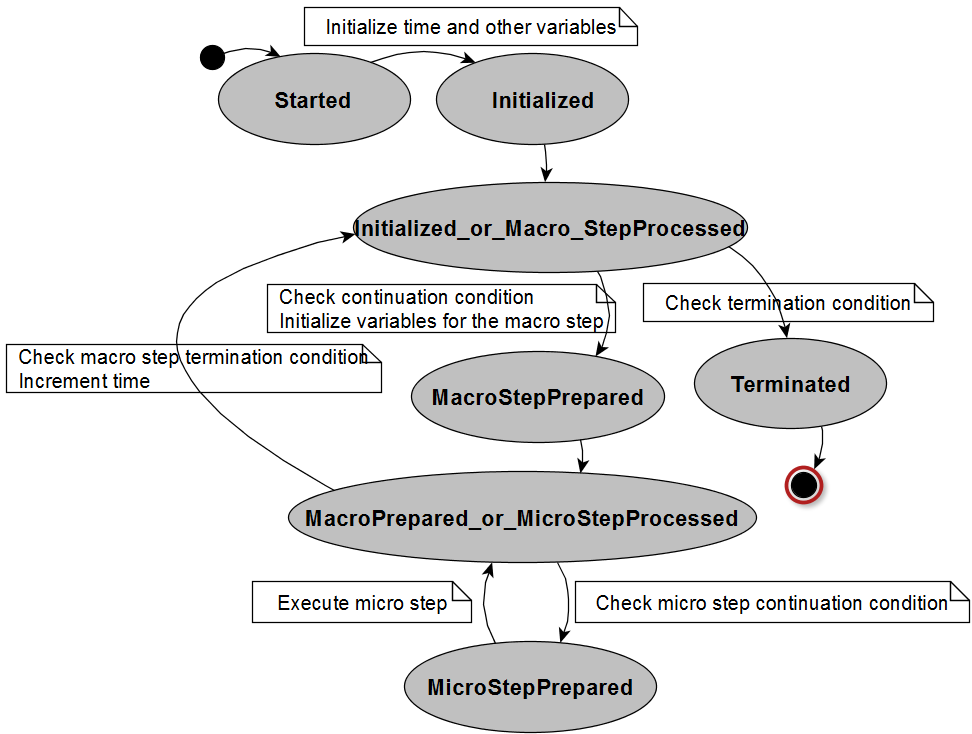 Initialize time and other variables
Started
Initialized
Initialized_or_Macro_StepProcessed
Check continuation condition
Initialize variables for the macro step
Check termination condition
Check macro step termination condition
Increment time
MacroStepPrepared
Terminated
MacroPrepared_or_MicroStepProcessed
Execute micro step
Check micro step continuation condition
MicroStepPrepared